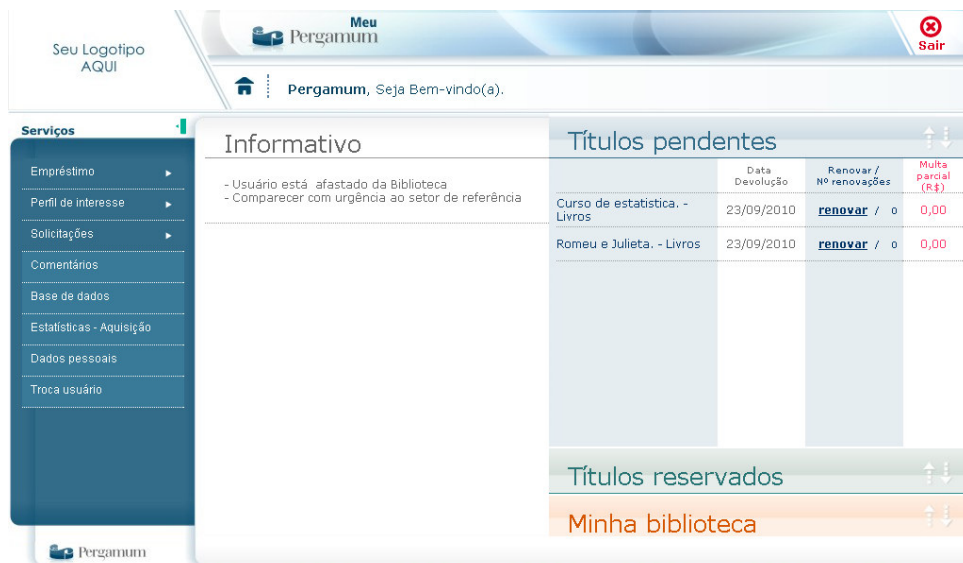 Seu Logotipo
AQUI
Meu
Pergamum
Sair
Pergamum, Seja Bem-vindo(a).
Serviços
Empréstimo
Perfil de interesse
Solicitações
Comentários
Base de dados
Estatísticas - Aquisição
Dados pessoais
Troca usuário
Pergamum
Informativo
- Usuário está afastado da Biblioteca
- Comparecer com urgência ao setor de referência
Títulos pendentes
Data
Devolução
Renovar /
Nº renovações
Multa
parcial
(R$)
Curso de estatistica. -
Livros
23/09/2010
renovar / 0
0,00
Romeu e Julieta. - Livros
23/09/2010
renovar / 0
0,00
Títulos reservados
Minha biblioteca